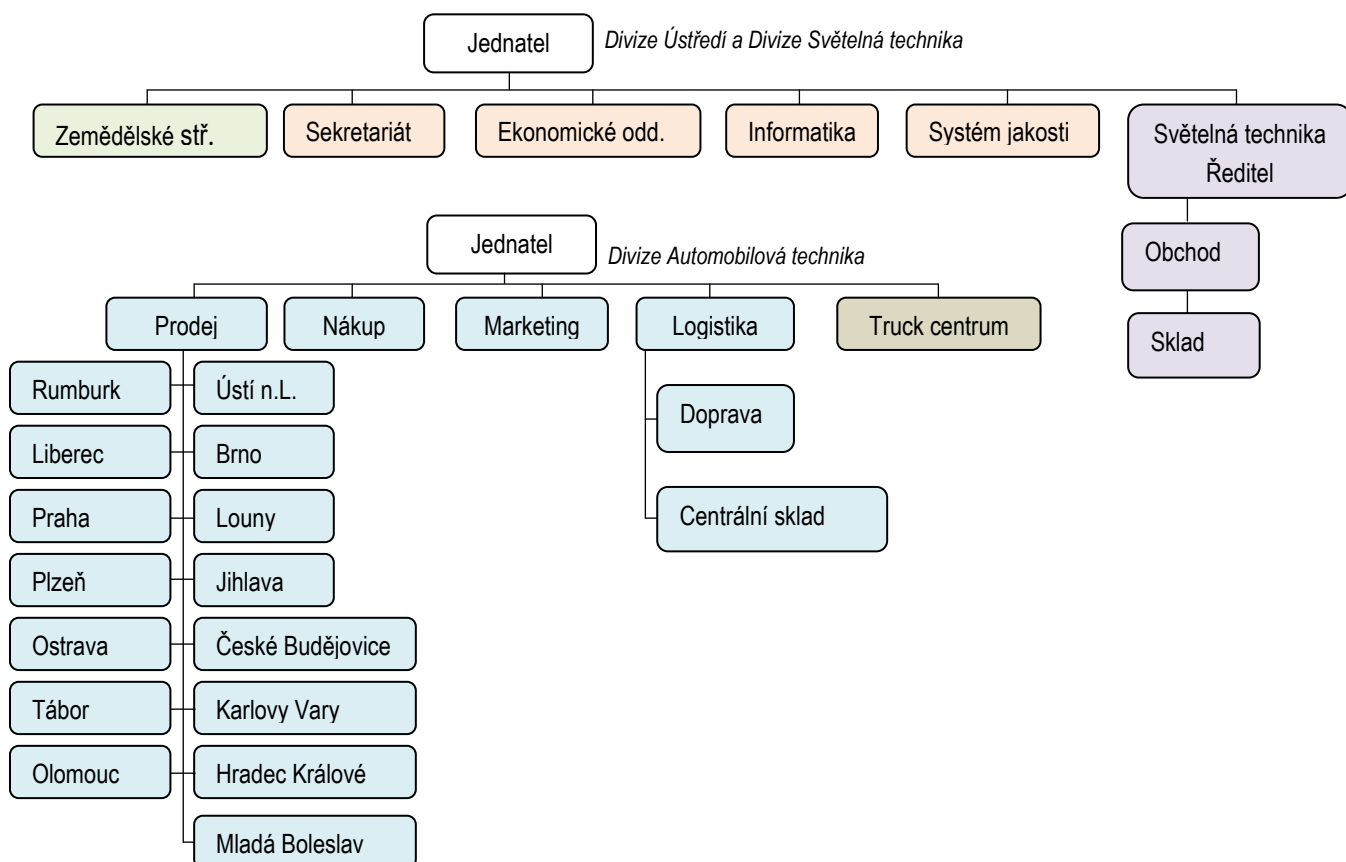 Jednatel
Divize Ústředí a Divize Světelná technika
Zemědělské stř.
Sekretariát
Ekonomické odd.
Informatika
Systém jakosti
Světelná technika
Ředitel
Obchod
Sklad
Jednatel
Divize Automobilová technika
Prodej
Nákup
Marketing
Logistika
Truck centrum
Rumburk
Ústí n.L.
Liberec
Brno
Praha
Louny
Plzeň
Jihlava
Ostrava
České Budějovice
Tábor
Karlovy Vary
Olomouc
Hradec Králové
Mladá Boleslav
Doprava
Centrální sklad